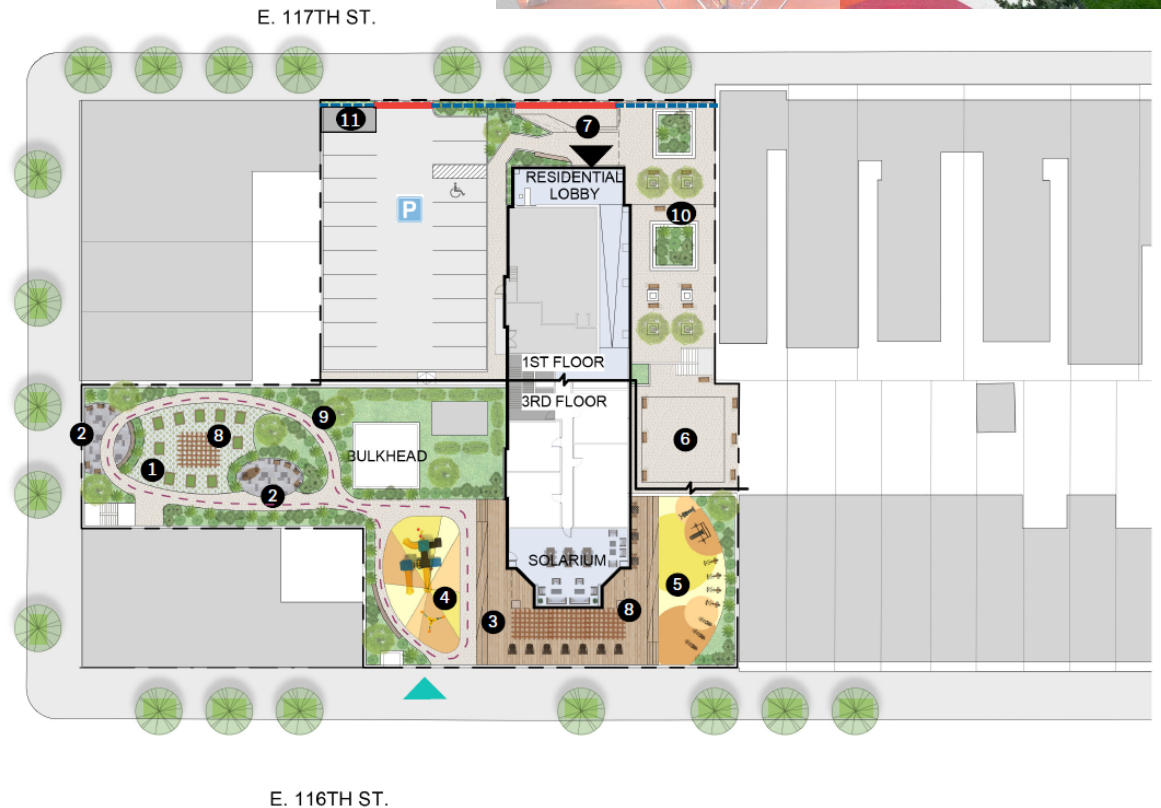 E. 117TH ST.
11
7
RESIDENTIAL
LOBBY
P
10
1ST FLOOR
3RD FLOOR
2
9
8
6
BULKHEAD
1
2
SOLARIUM
5
4
8
3
E. 116TH ST.